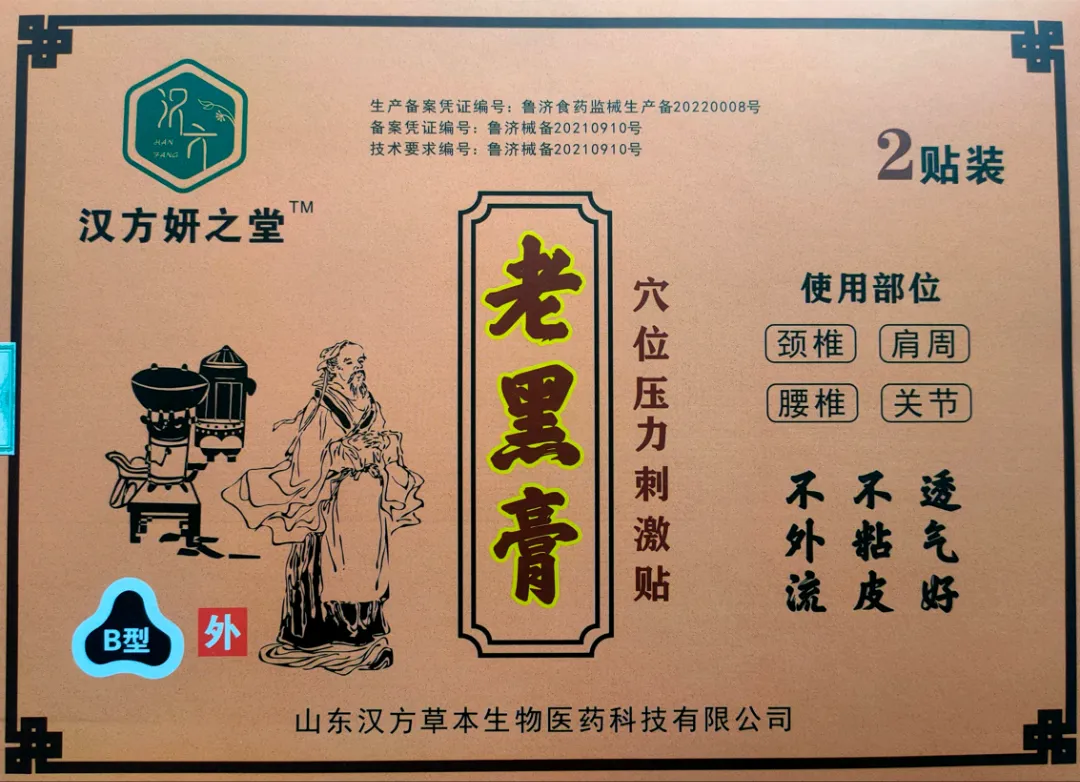 汉方
HAN
FANG
汉方妍之堂TM
生产备案凭证编号：鲁济食药监械生产备20220008号
备案凭证编号：鲁济械备20210910号
技术要求编号：鲁济械备20210910号
2贴装
老黑膏
穴位压力刺激贴
使用部位
颈椎 肩周
腰椎 关节
透气好
不粘皮
不外流
B型
外
山东汉方草本生物医药科技有限公司